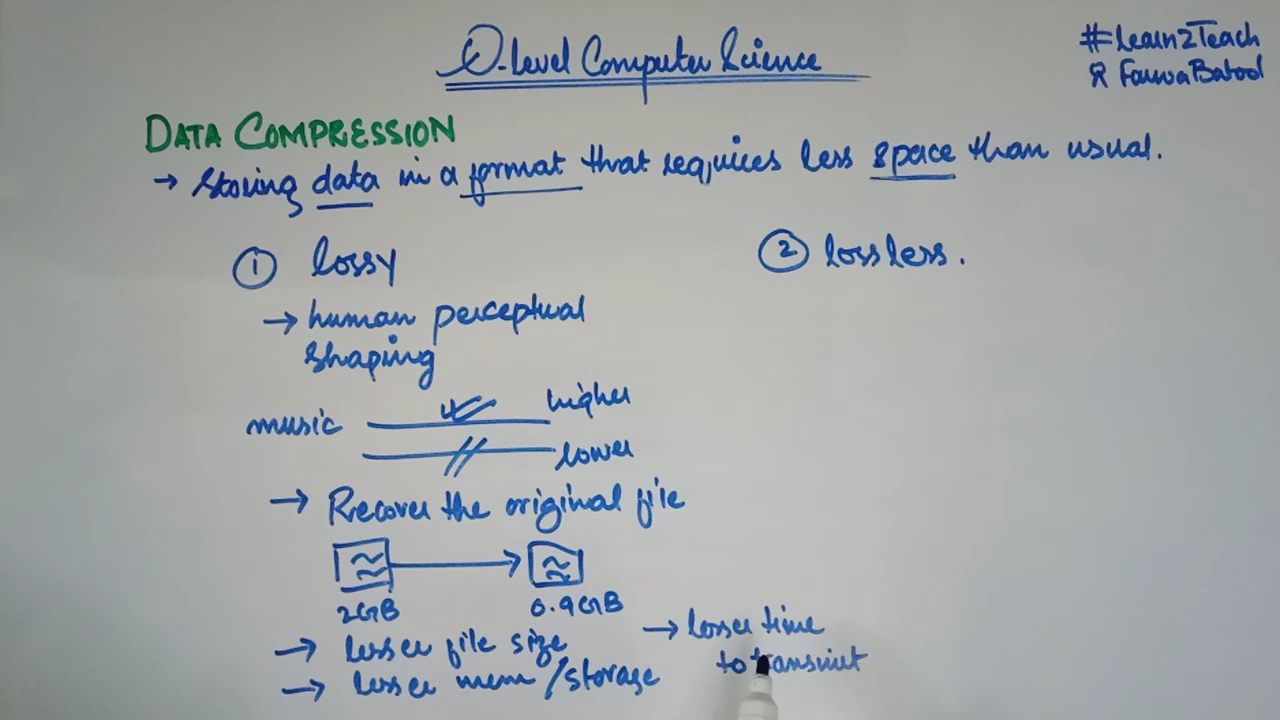 O-Level Computer Science
#Learn2Teach
FarwaBatool
DATA COMPRESSION
→ Storing data in a format that requires less space than usual.
① lossy
→ human perceptual
shaping
music
higher
lower
→ Recover the original file
2GB
0.9GB
→ lesser file size
→ lesser mem/storage
→ lesser time
to transmit
② lossless.